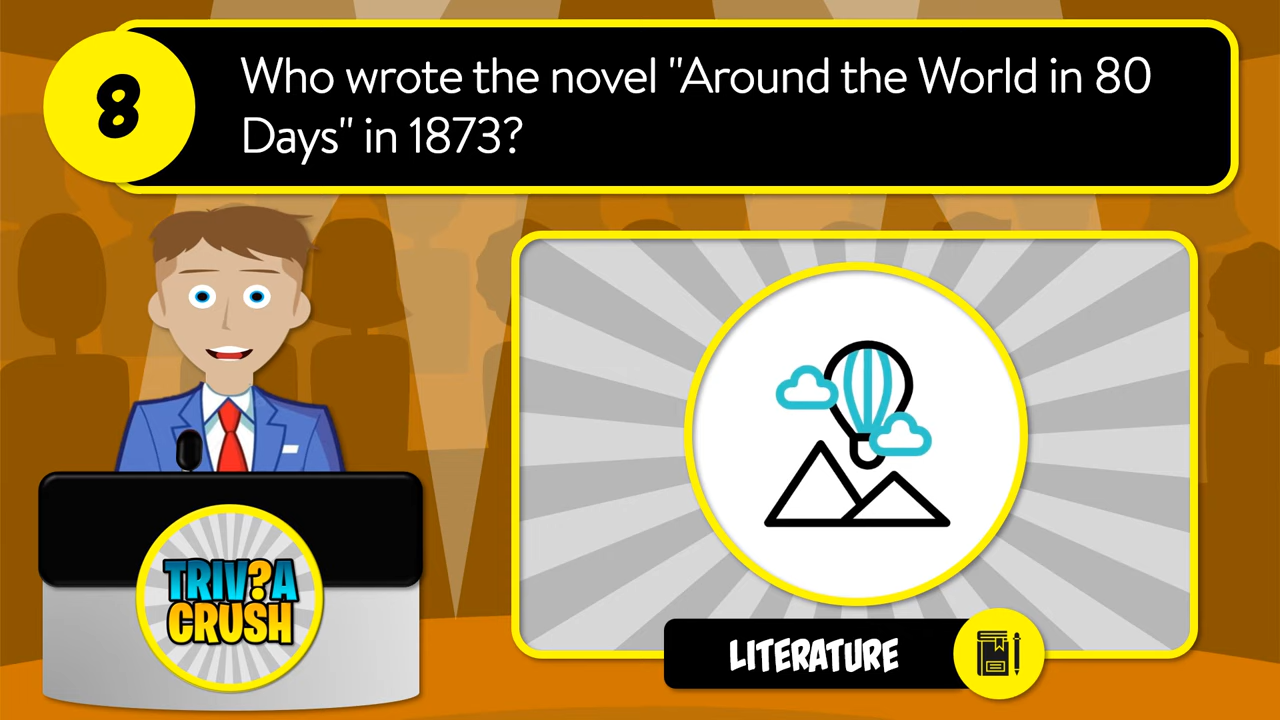 8
Who wrote the novel "Around the World in 80
Days" in 1873?
TRIV?A
CRUSH
LITERATURE